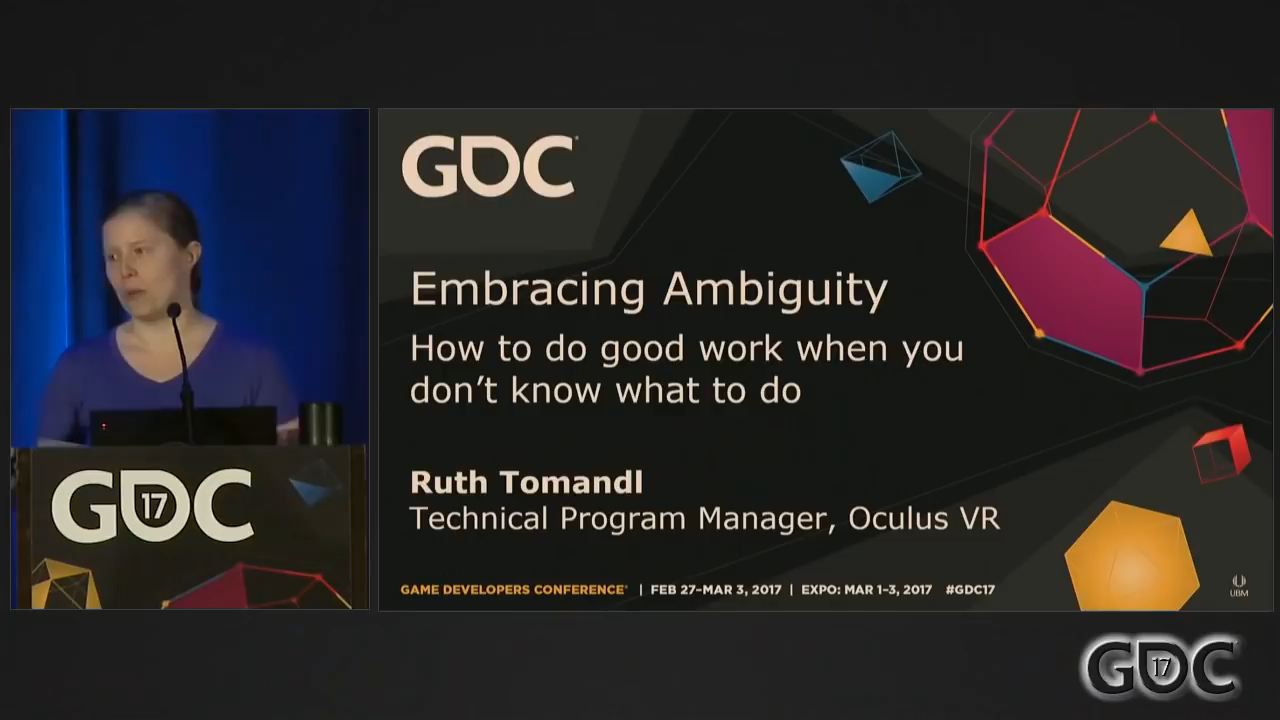 GDC
Embracing Ambiguity
How to do good work when you
don't know what to do
Ruth Tomandl
Technical Program Manager, Oculus VR
GAME DEVELOPERS CONFERENCE® | FEB 27–MAR 3, 2017 | EXPO: MAR 1–3, 2017 #GDC17
UBM
GDC
17
GDC
17